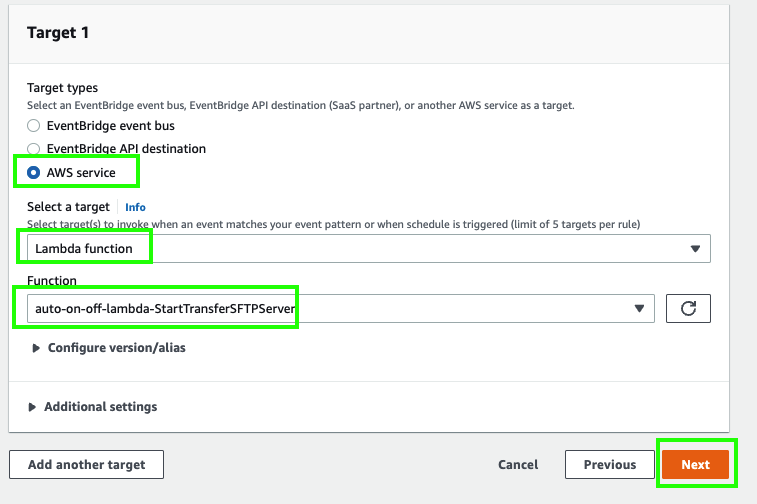 Target 1
Target types
Select an EventBridge event bus, EventBridge API destination (SaaS partner), or another AWS service as a target.
EventBridge event bus
EventBridge API destination
AWS service
Select a target Info
Select target(s) to invoke when an event matches your event pattern or when schedule is triggered (limit of 5 targets per rule)
Lambda function
Function
auto-on-off-lambda-StartTransferSFTPServer
Configure version/alias
Additional settings
Add another target Cancel Previous Next